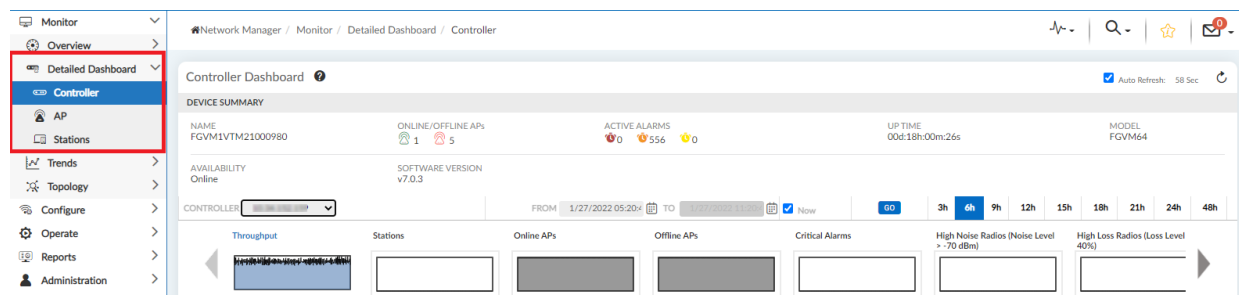 Monitor
Overview
Detailed Dashboard
Controller
AP
Stations
Trends
Topology
Configure
Operate
Reports
Administration
Network Manager / Monitor / Detailed Dashboard / Controller
0
Controller Dashboard ?
Auto Refresh: 58 Sec
DEVICE SUMMARY
NAME ONLINE/OFFLINE APs ACTIVE ALARMS UP TIME MODEL
FGVM1VTM21000980 1 5 0 556 0 00d:18h:00m:26s FGVM64
AVAILABILITY SOFTWARE VERSION
Online v7.0.3
CONTROLLER FROM 1/27/2022 05:20: TO Now GO 3h 6h 9h 12h 15h 18h 21h 24h 48h
Throughput Stations Online APs Offline APs Critical Alarms High Noise Radios (Noise Level High Loss Radios (Loss Level
> -70 dBm) 40%)